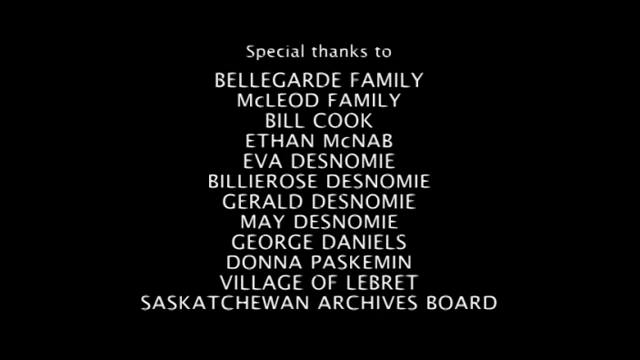 Special thanks to
BELLEGARDE FAMILY
McLEOD FAMILY
BILL COOK
ETHAN McNAB
EVA DESNOMIE
BILLIEROSE DESNOMIE
GERALD DESNOMIE
MAY DESNOMIE
GEORGE DANIELS
DONNA PASKEMIN
VILLAGE OF LEBRET
SASKATCHEWAN ARCHIVES BOARD